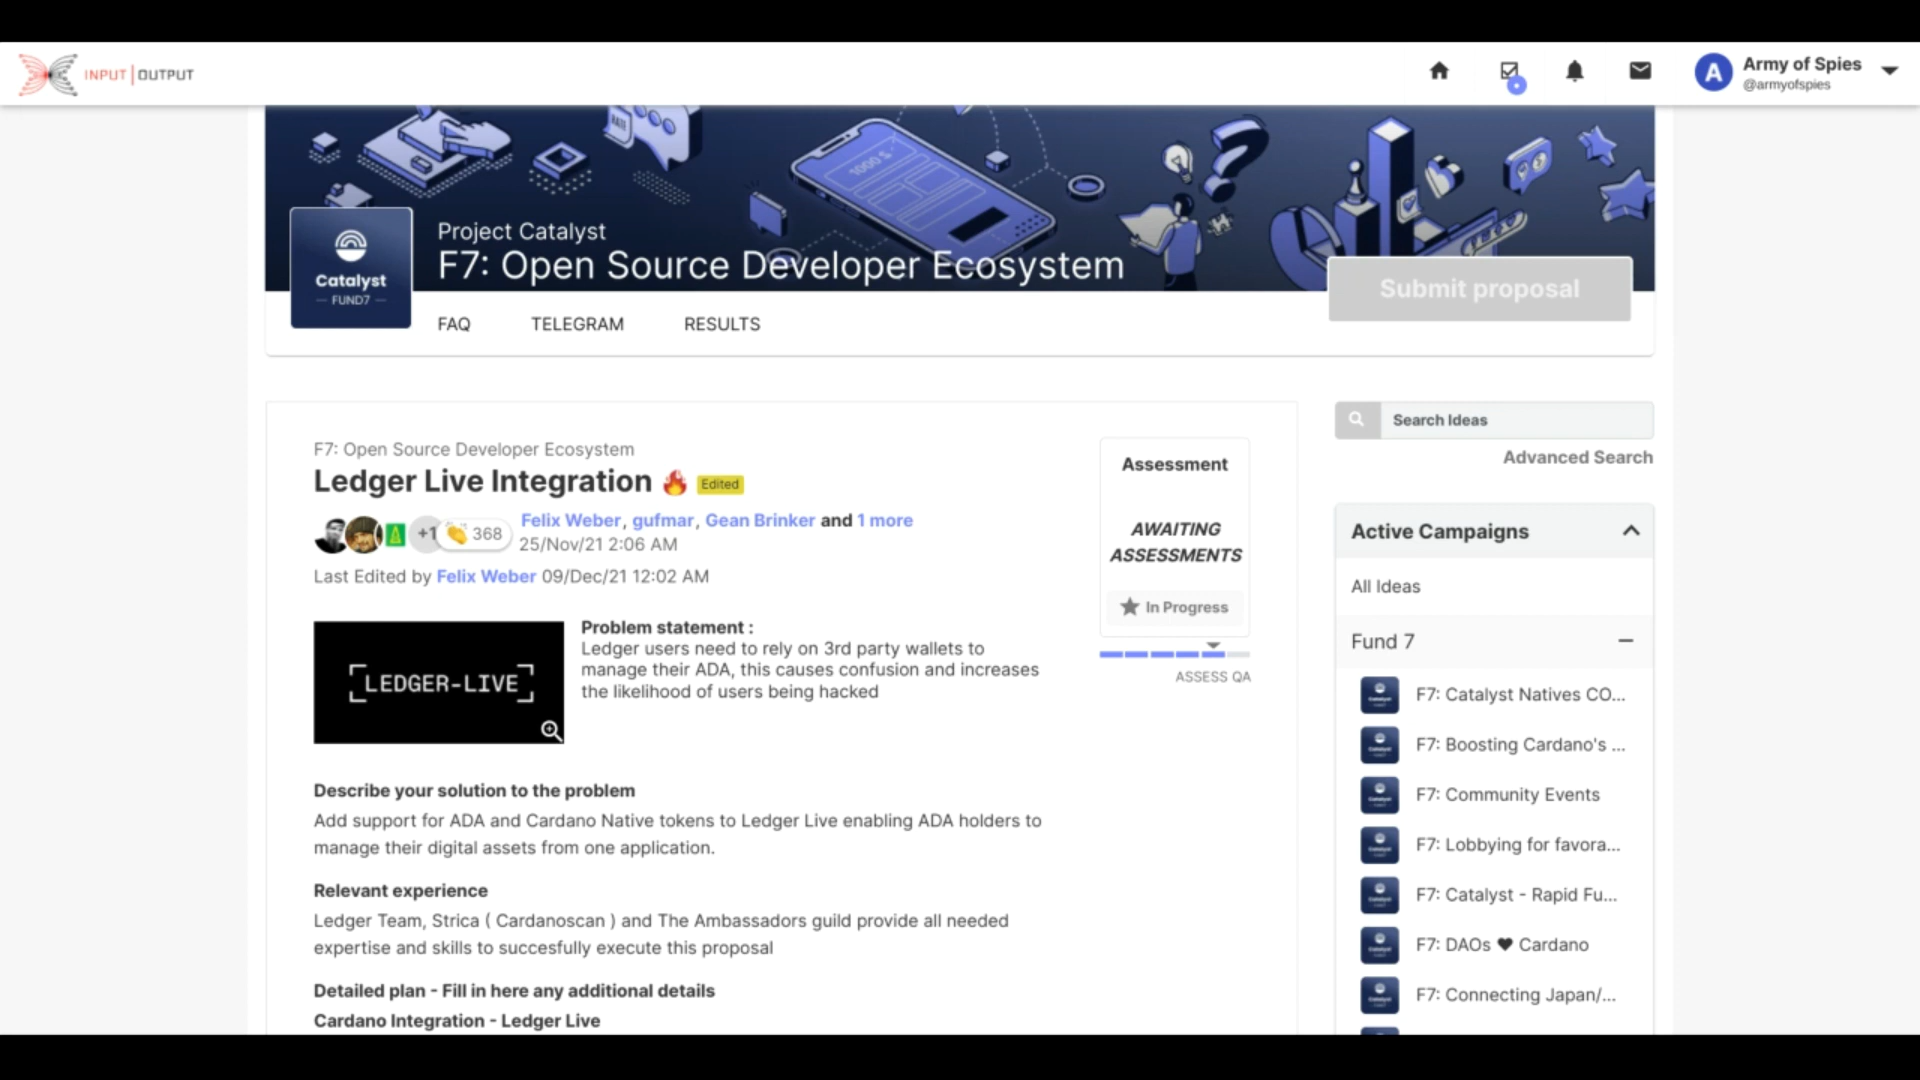 INPUT | OUTPUT
A
Army of Spies
@armyofspies
RATE
1000 $
Project Catalyst
F7: Open Source Developer Ecosystem
Submit proposal
Catalyst
— FUND7 —
FAQ
TELEGRAM
RESULTS
Search Ideas
Advanced Search
F7: Open Source Developer Ecosystem
Ledger Live Integration 🔥 Edited
+1 👏 368
Felix Weber, gufmar, Gean Brinker and 1 more
25/Nov/21 2:06 AM
Last Edited by Felix Weber 09/Dec/21 12:02 AM
Assessment
AWAITING
ASSESSMENTS
In Progress
ASSESS QA
LEDGER-LIVE
Problem statement :
Ledger users need to rely on 3rd party wallets to
manage their ADA, this causes confusion and increases
the likelihood of users being hacked
Describe your solution to the problem
Add support for ADA and Cardano Native tokens to Ledger Live enabling ADA holders to
manage their digital assets from one application.
Relevant experience
Ledger Team, Strica ( Cardanoscan ) and The Ambassadors guild provide all needed
expertise and skills to succesfully execute this proposal
Detailed plan - Fill in here any additional details
Cardano Integration - Ledger Live
Active Campaigns
All Ideas
Fund 7
F7: Catalyst Natives CO...
F7: Boosting Cardano's ...
F7: Community Events
F7: Lobbying for favora...
F7: Catalyst - Rapid Fu...
F7: DAOs ♥ Cardano
F7: Connecting Japan/...